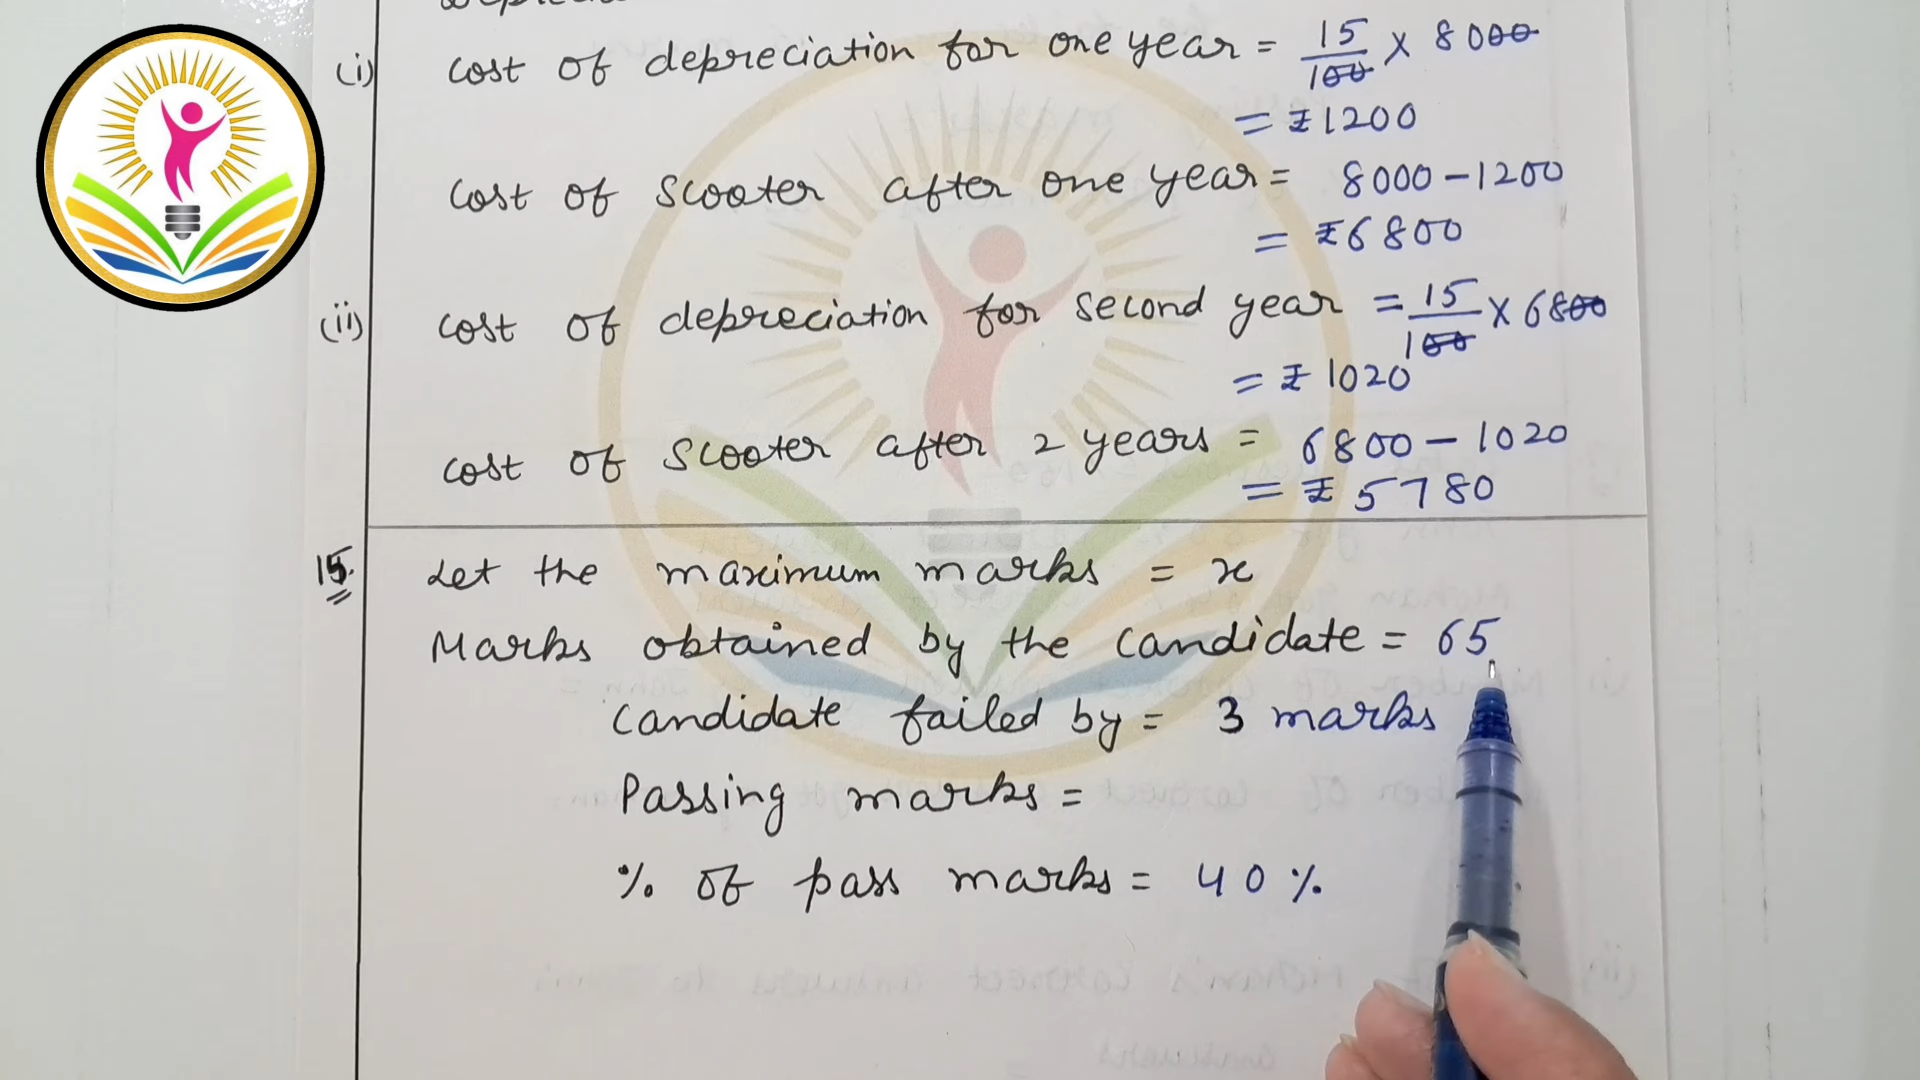 (i) Cost of depreciation for one year = 15/100 × 8000
= ₹1200
Cost of Scooter after one year = 8000 - 1200
= ₹6800
(ii) Cost of depreciation for second year = 15/100 × 6800
= ₹1020
Cost of Scooter after 2 years = 6800 - 1020
= ₹5780
15. Let the maximum marks = x
Marks obtained by the candidate = 65
Candidate failed by = 3 marks
Passing marks =
% of pass marks = 40%